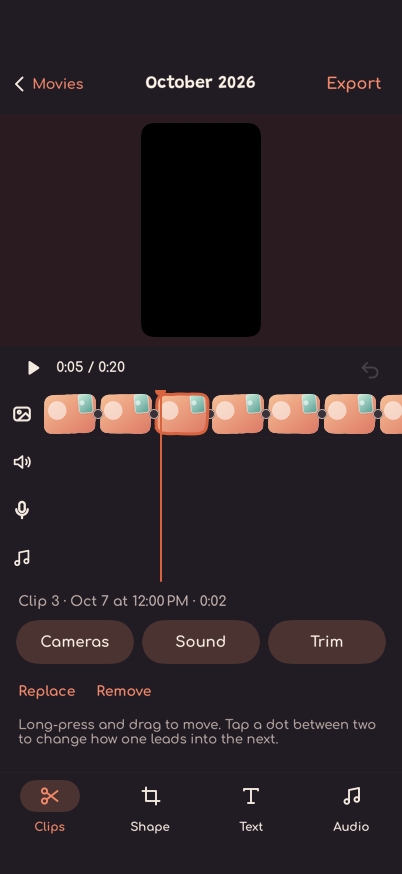 Movies
October 2026
Export
0:05 / 0:20
Clip 3 · Oct 7 at 12:00 PM · 0:02
Cameras
Sound
Trim
Replace
Remove
Long-press and drag to move. Tap a dot between two
to change how one leads into the next.
Clips
Shape
Text
Audio